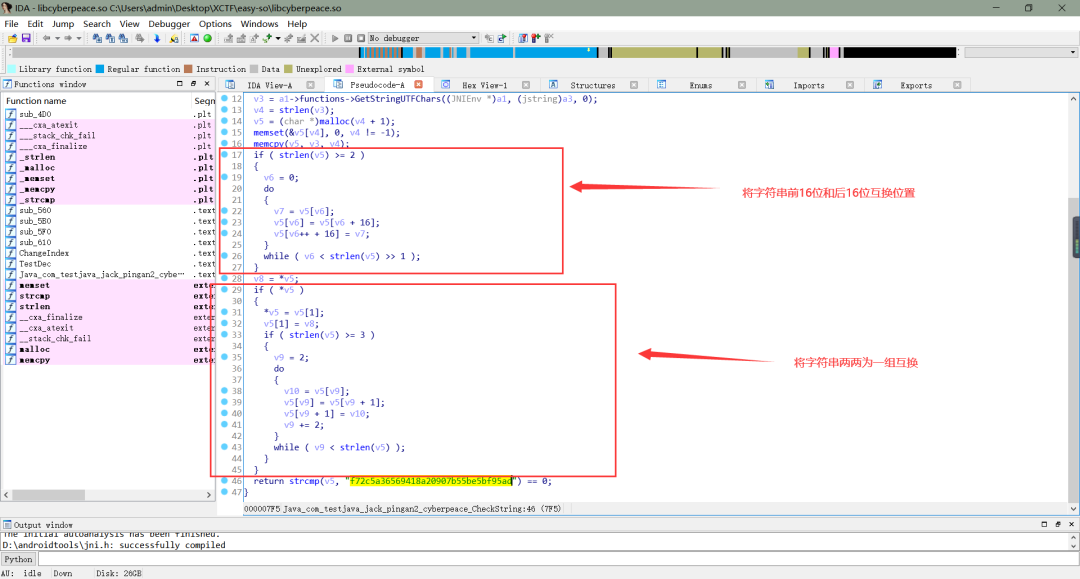 IDA - libcyberpeace.so C:\Users\admin\Desktop\XCTF\easy-so\libcyberpeace.so
File Edit Jump Search View Debugger Options Windows Help
No debugger
Library function Regular function Instruction Data Unexplored External symbol
Functions window
IDA View-A Pseudocode-A Hex View-1 Structures Enums Imports Exports
Function name Segn
sub_4D0 .plt
___cxa_atexit .plt
___stack_chk_fail .plt
___cxa_finalize .plt
_strlen .plt
_malloc .plt
_memset .plt
_memcpy .plt
_strcmp .plt
sub_560 .text
sub_5B0 .text
sub_5F0 .text
sub_610 .text
ChangeIndex .text
TestDec .text
Java_com_testjava_jack_pingan2_cybe… .text
memset exte
strcmp exte
strlen exte
__cxa_finalize exte
__cxa_atexit exte
__stack_chk_fail exte
malloc exte
memcpy exte
12 v3 = a1->functions->GetStringUTFChars((JNIEnv *)a1, (jstring)a3, 0);
13 v4 = strlen(v3);
14 v5 = (char *)malloc(v4 + 1);
15 memset(&v5[v4], 0, v4 != -1);
16 memcpy(v5, v3, v4);
17 if ( strlen(v5) >= 2 )
18 {
19 v6 = 0;
20 do
21 {
22 v7 = v5[v6];
23 v5[v6] = v5[v6 + 16];
24 v5[v6++ + 16] = v7;
25 }
26 while ( v6 < strlen(v5) >> 1 );
27 }
28 v8 = *v5;
29 if ( *v5 )
30 {
31 *v5 = v5[1];
32 v5[1] = v8;
33 if ( strlen(v5) >= 3 )
34 {
35 v9 = 2;
36 do
37 {
38 v10 = v5[v9];
39 v5[v9] = v5[v9 + 1];
40 v5[v9 + 1] = v10;
41 v9 += 2;
42 }
43 while ( v9 < strlen(v5) );
44 }
45 }
46 return strcmp(v5, "f72c5a36569418a20907b55be5bf95ad") == 0;
47 }
将字符串前16位和后16位互换位置
将字符串两两为一组互换
000007F5 Java_com_testjava_jack_pingan2_cyberpeace_CheckString:46 (7F5)
Output window
The initial autoanalysis has been finished.
D:\androidtools\jni.h: successfully compiled
Python
AU: idle Down Disk: 26GB